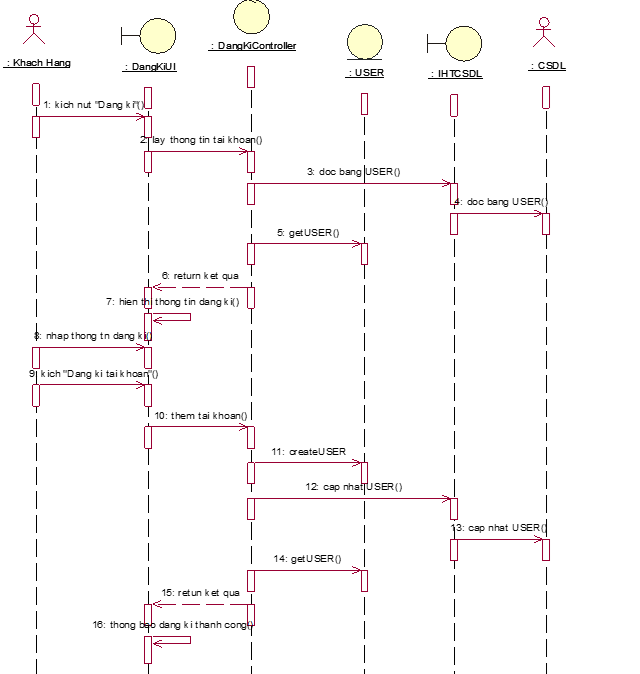 : Khach Hang
: DangKiUI
: DangKiController
: USER
: IHTCSDL
: CSDL
1: kich nut "Dang ki"()
2: lay thong tin tai khoan()
3: doc bang USER()
4: doc bang USER()
5: getUSER()
6: return ket qua
7: hien thi thong tin dang ki()
8: nhap thong tn dang ki()
9: kich "Dang ki tai khoan"()
10: them tai khoan()
11: createUSER
12: cap nhat USER()
13: cap nhat USER()
14: getUSER()
15: retun ket qua
16: thong bao dang ki thanh cong()